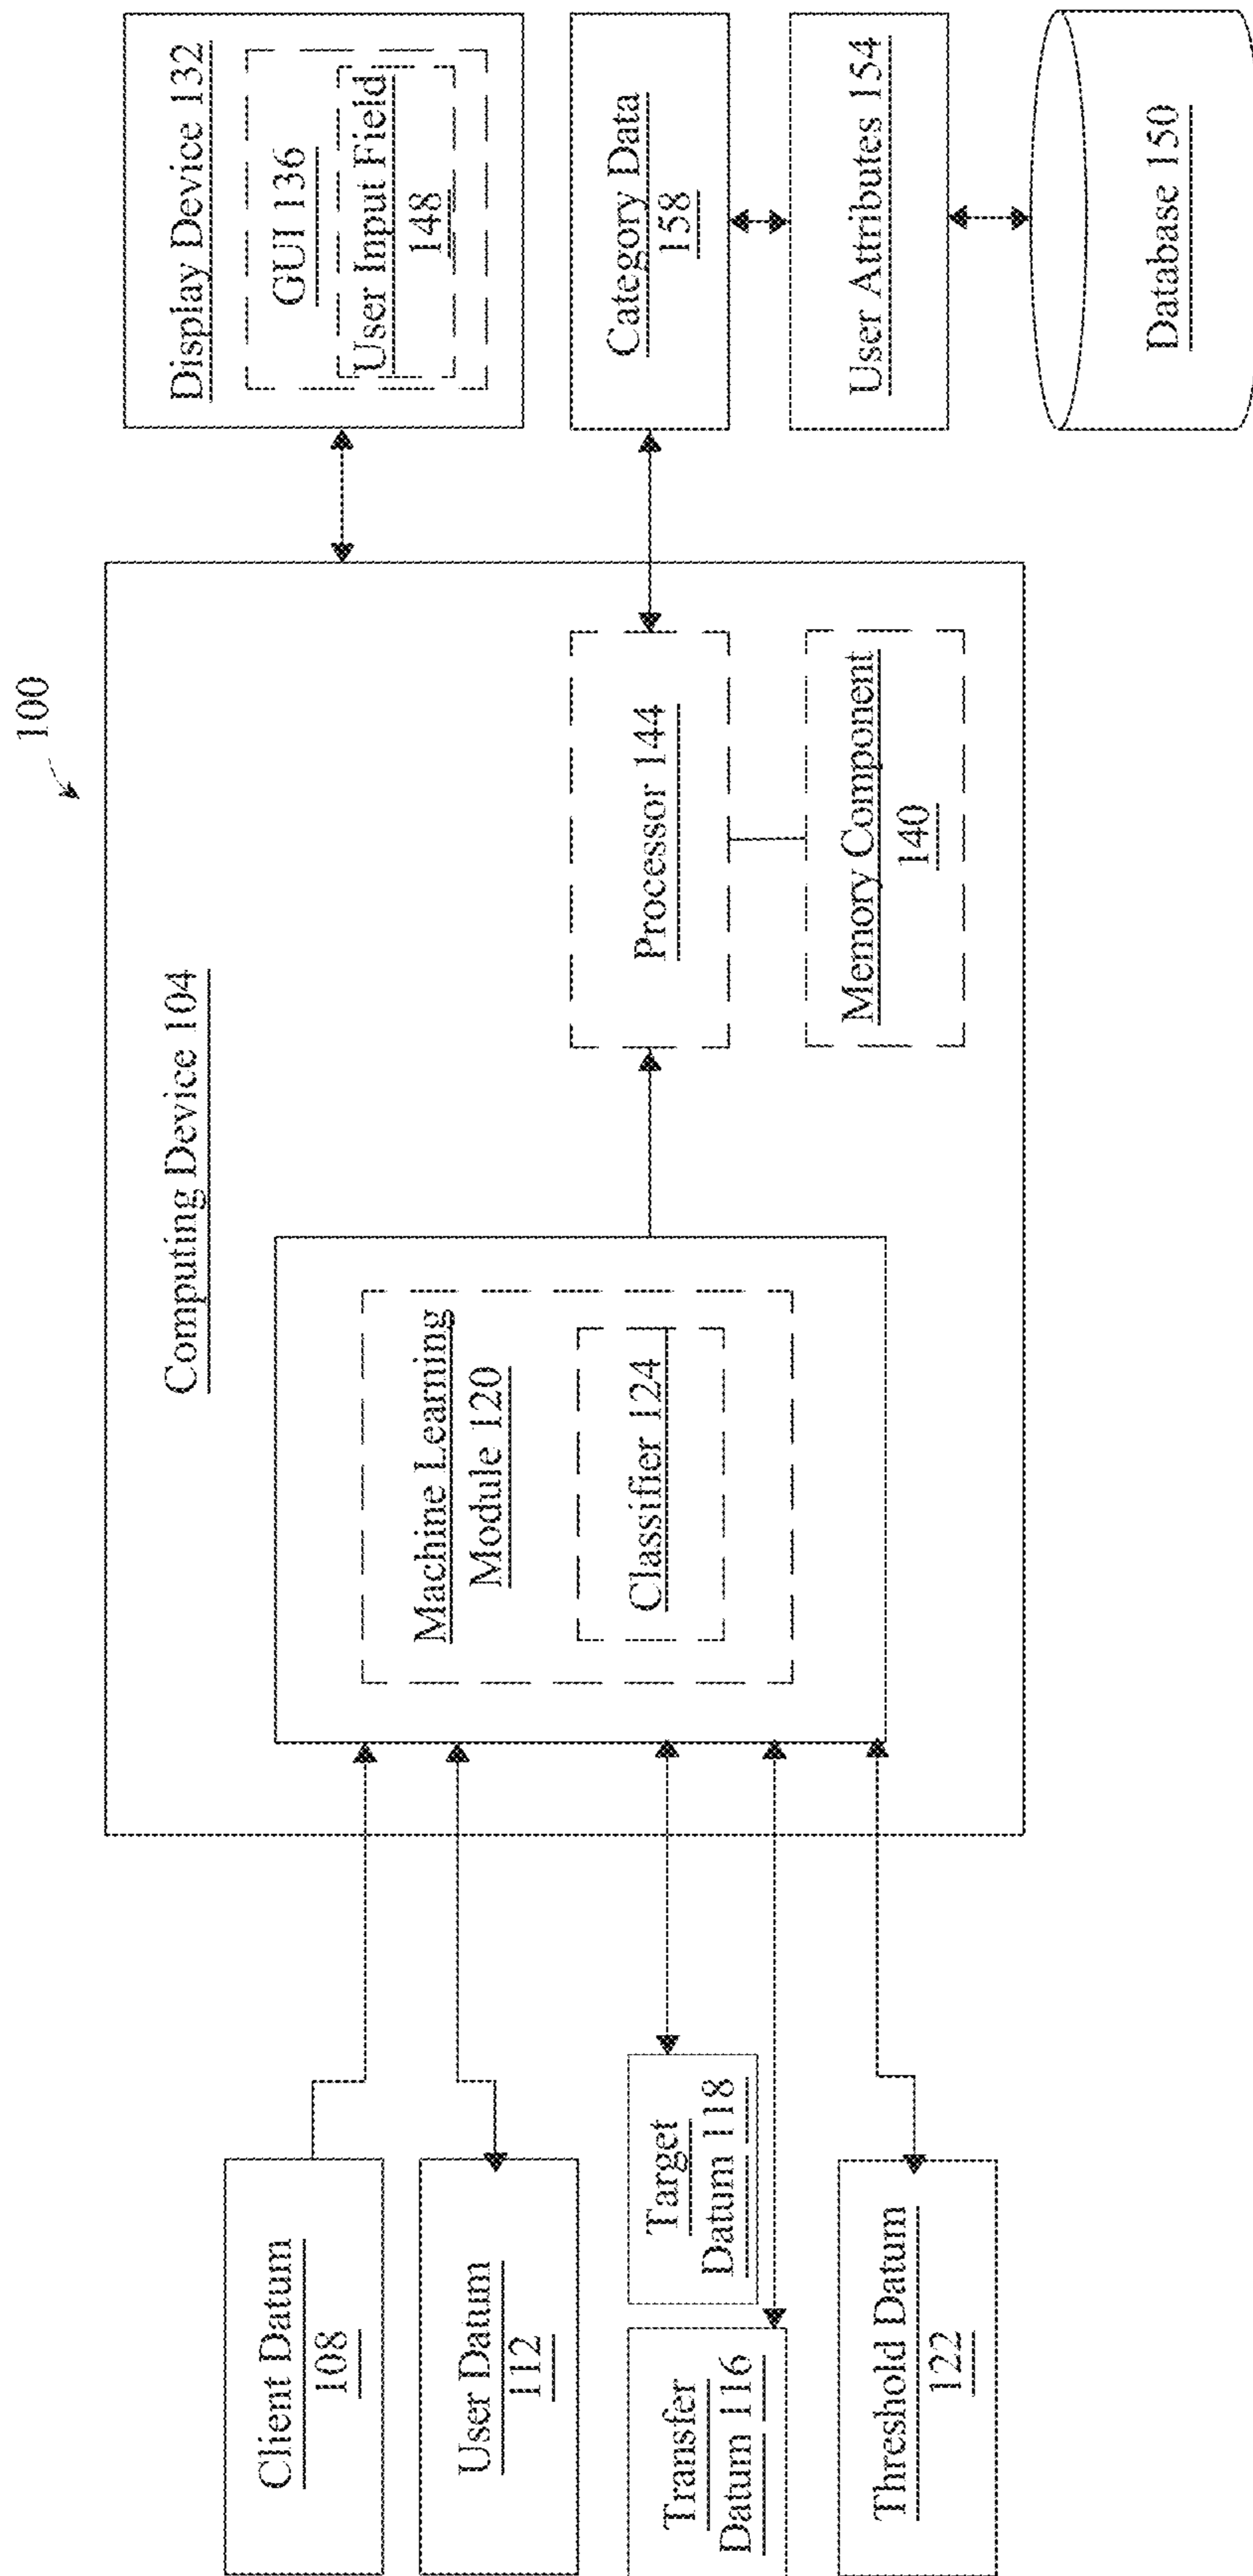 100
Client Datum
108
User Datum
112
Transfer
Datum 116
Target
Datum 118
Threshold Datum
122
Computing Device 104
Machine Learning
Module 120
Classifier 124
Processor 144
Memory Component
140
Display Device 132
GUI 136
User Input Field
148
Category Data
158
User Attributes 154
Database 150